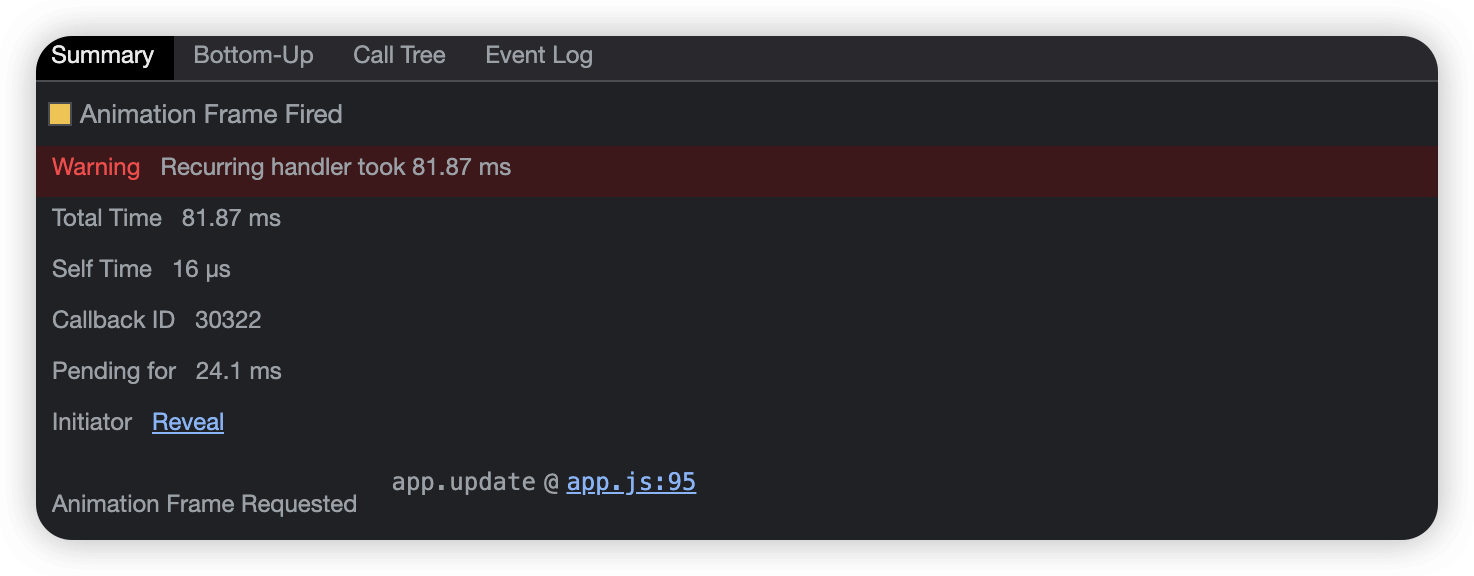 Summary Bottom-Up Call Tree Event Log
Animation Frame Fired
Warning Recurring handler took 81.87 ms
Total Time 81.87 ms
Self Time 16 μs
Callback ID 30322
Pending for 24.1 ms
Initiator Reveal
app.update @ app.js:95
Animation Frame Requested